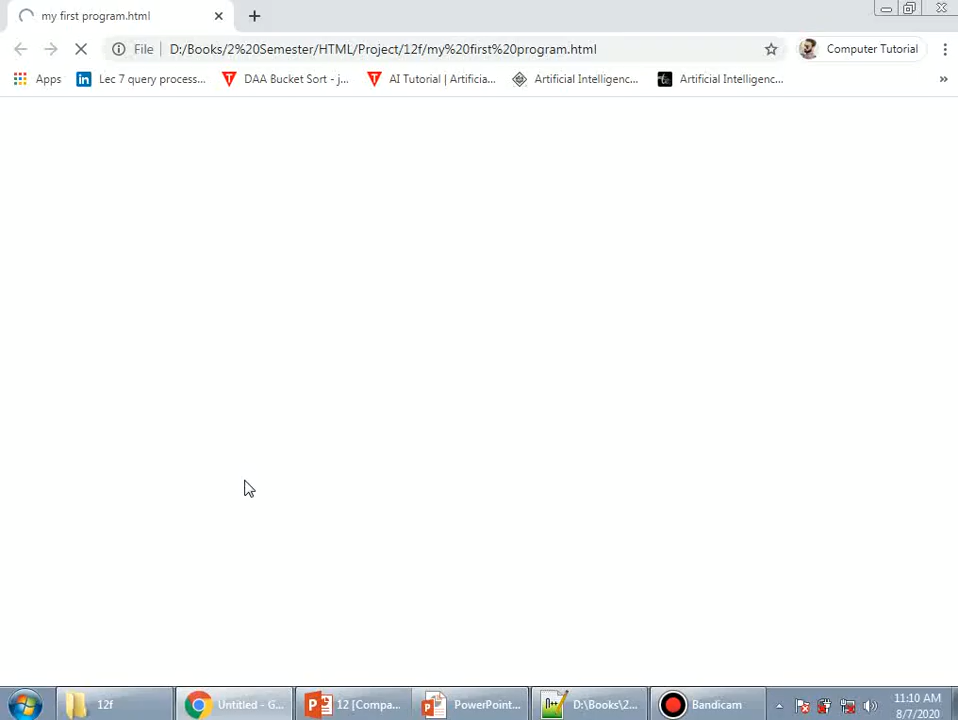 my first program.html
File
D:/Books/2%20Semester/HTML/Project/12f/my%20first%20program.html
Computer Tutorial
Apps
Lec 7 query process...
DAA Bucket Sort - j...
AI Tutorial | Artificia...
Artificial Intelligenc...
Artificial Intelligenc...
12f
Untitled - G...
12 [Compa...
PowerPoint...
D:\Books\2...
Bandicam
11:10 AM
8/7/2020